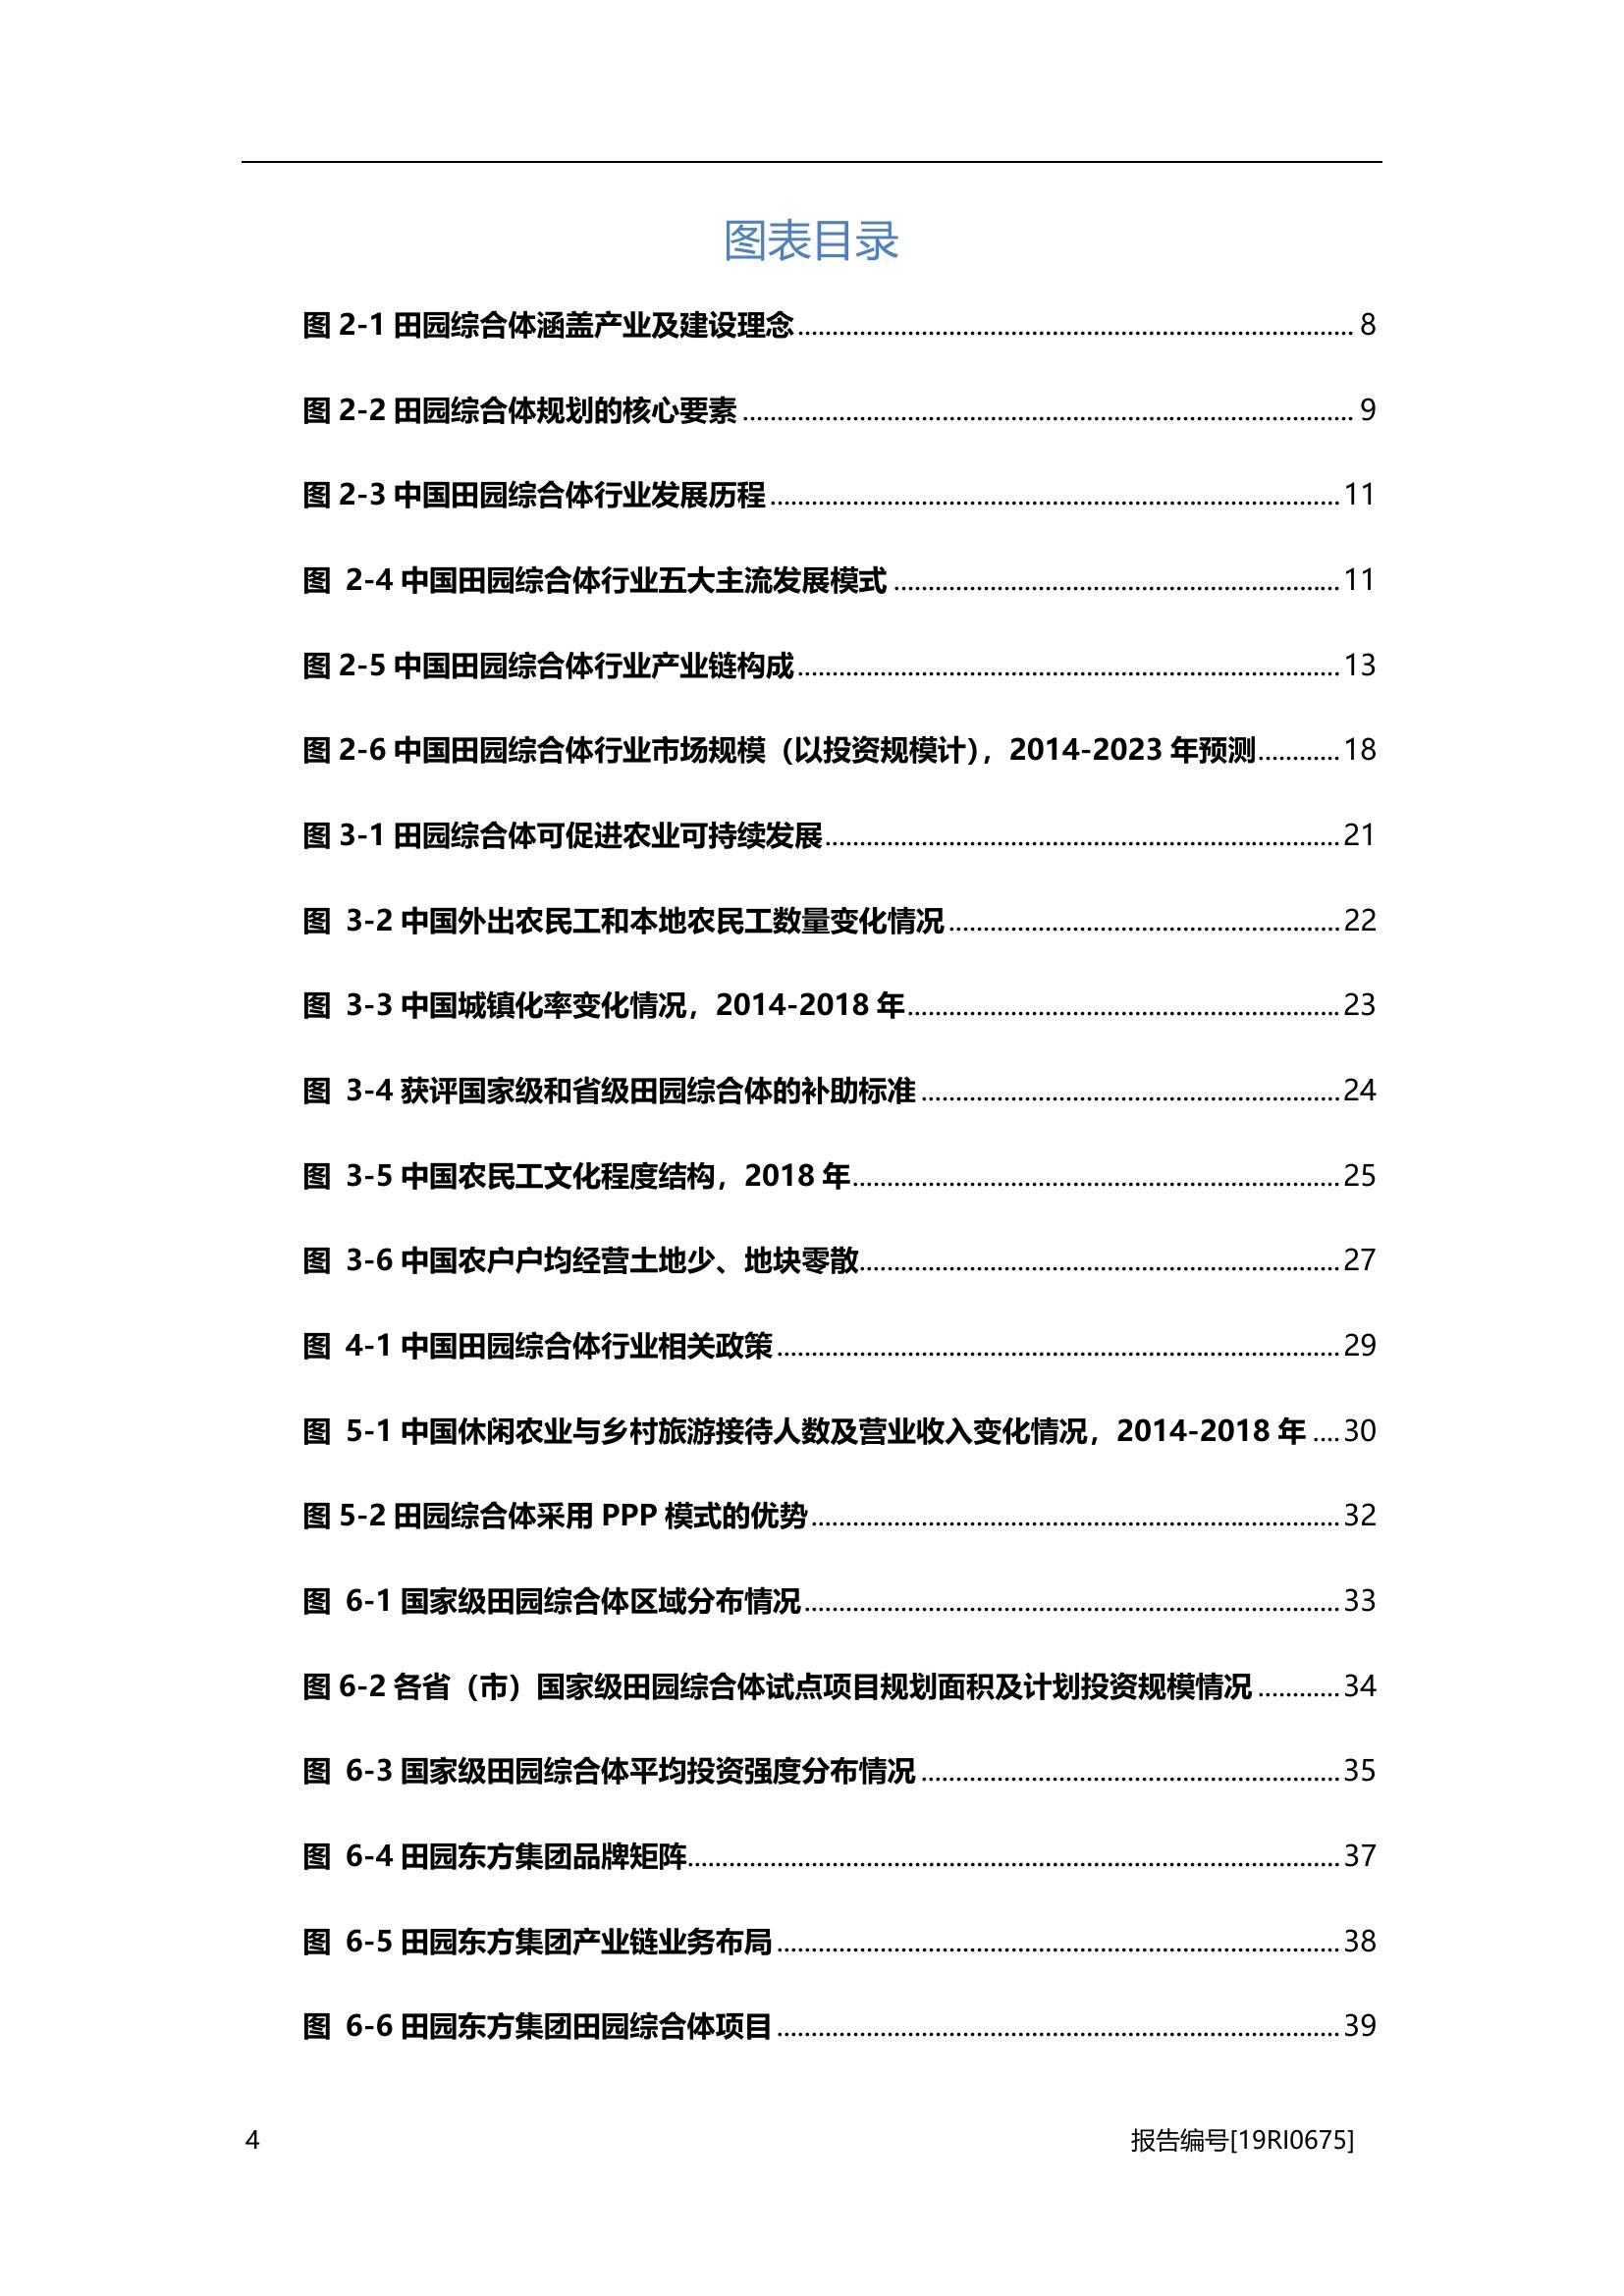 图表目录
图 2-1 田园综合体涵盖产业及建设理念 8
图 2-2 田园综合体规划的核心要素 9
图 2-3 中国田园综合体行业发展历程 11
图 2-4 中国田园综合体行业五大主流发展模式 11
图 2-5 中国田园综合体行业产业链构成 13
图 2-6 中国田园综合体行业市场规模（以投资规模计），2014-2023 年预测 18
图 3-1 田园综合体可促进农业可持续发展 21
图 3-2 中国外出农民工和本地农民工数量变化情况 22
图 3-3 中国城镇化率变化情况，2014-2018 年 23
图 3-4 获评国家级和省级田园综合体的补助标准 24
图 3-5 中国农民工文化程度结构，2018 年 25
图 3-6 中国农户户均经营土地少、地块零散 27
图 4-1 中国田园综合体行业相关政策 29
图 5-1 中国休闲农业与乡村旅游接待人数及营业收入变化情况，2014-2018 年 30
图 5-2 田园综合体采用 PPP 模式的优势 32
图 6-1 国家级田园综合体区域分布情况 33
图 6-2 各省（市）国家级田园综合体试点项目规划面积及计划投资规模情况 34
图 6-3 国家级田园综合体平均投资强度分布情况 35
图 6-4 田园东方集团品牌矩阵 37
图 6-5 田园东方集团产业链业务布局 38
图 6-6 田园东方集团田园综合体项目 39
4 报告编号[19RI0675]